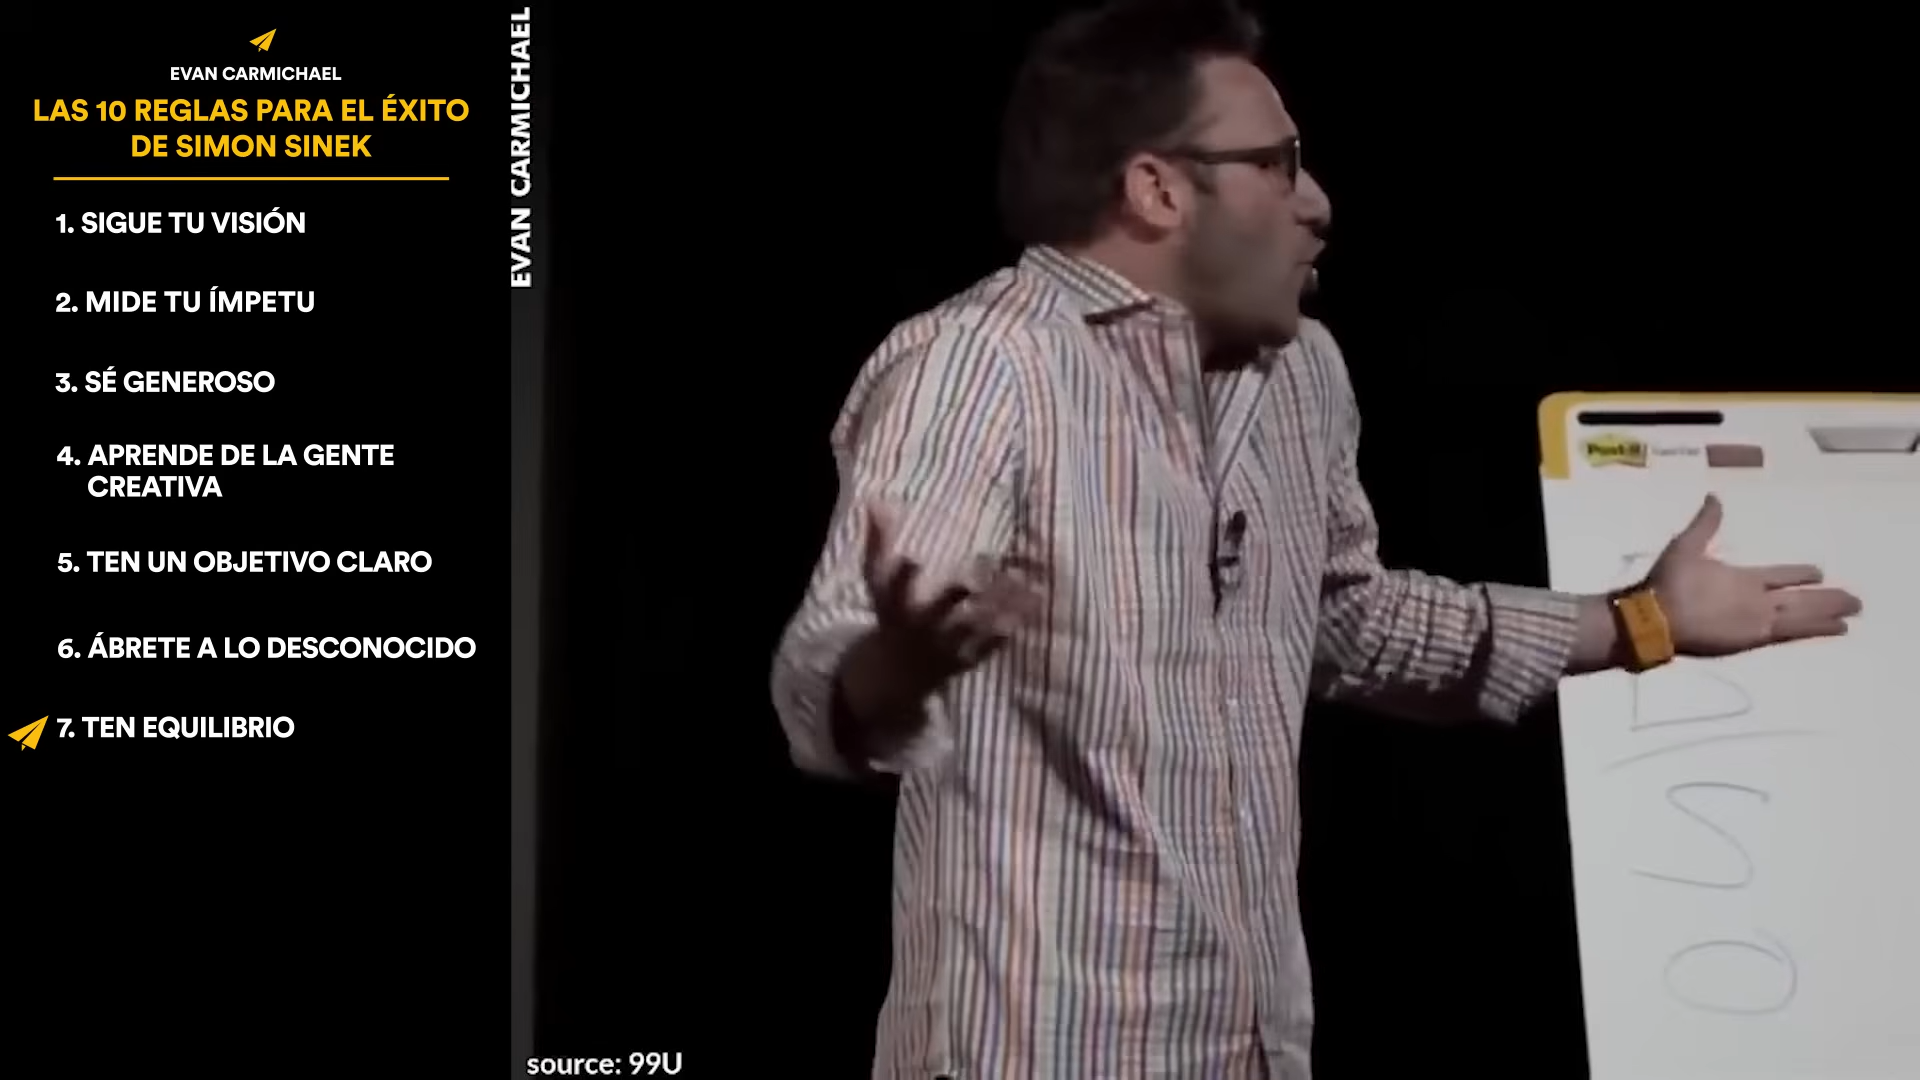 EVAN CARMICHAEL
LAS 10 REGLAS PARA EL ÉXITO
DE SIMON SINEK
1. SIGUE TU VISIÓN
2. MIDE TU ÍMPETU
3. SÉ GENEROSO
4. APRENDE DE LA GENTE
CREATIVA
5. TEN UN OBJETIVO CLARO
6. ÁBRETE A LO DESCONOCIDO
7. TEN EQUILIBRIO
EVAN CARMICHAEL
Post-it
source: 99U